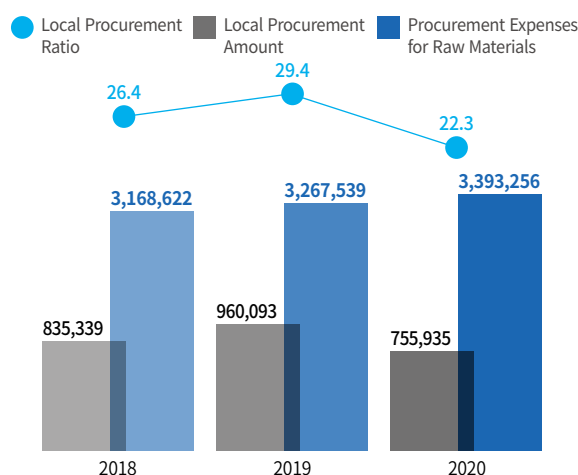 Local Procurement
Ratio
Local Procurement
Amount
Procurement Expenses
for Raw Materials
26.4
29.4
22.3
3,168,622
3,267,539
3,393,256
835,339
960,093
755,935
2018
2019
2020